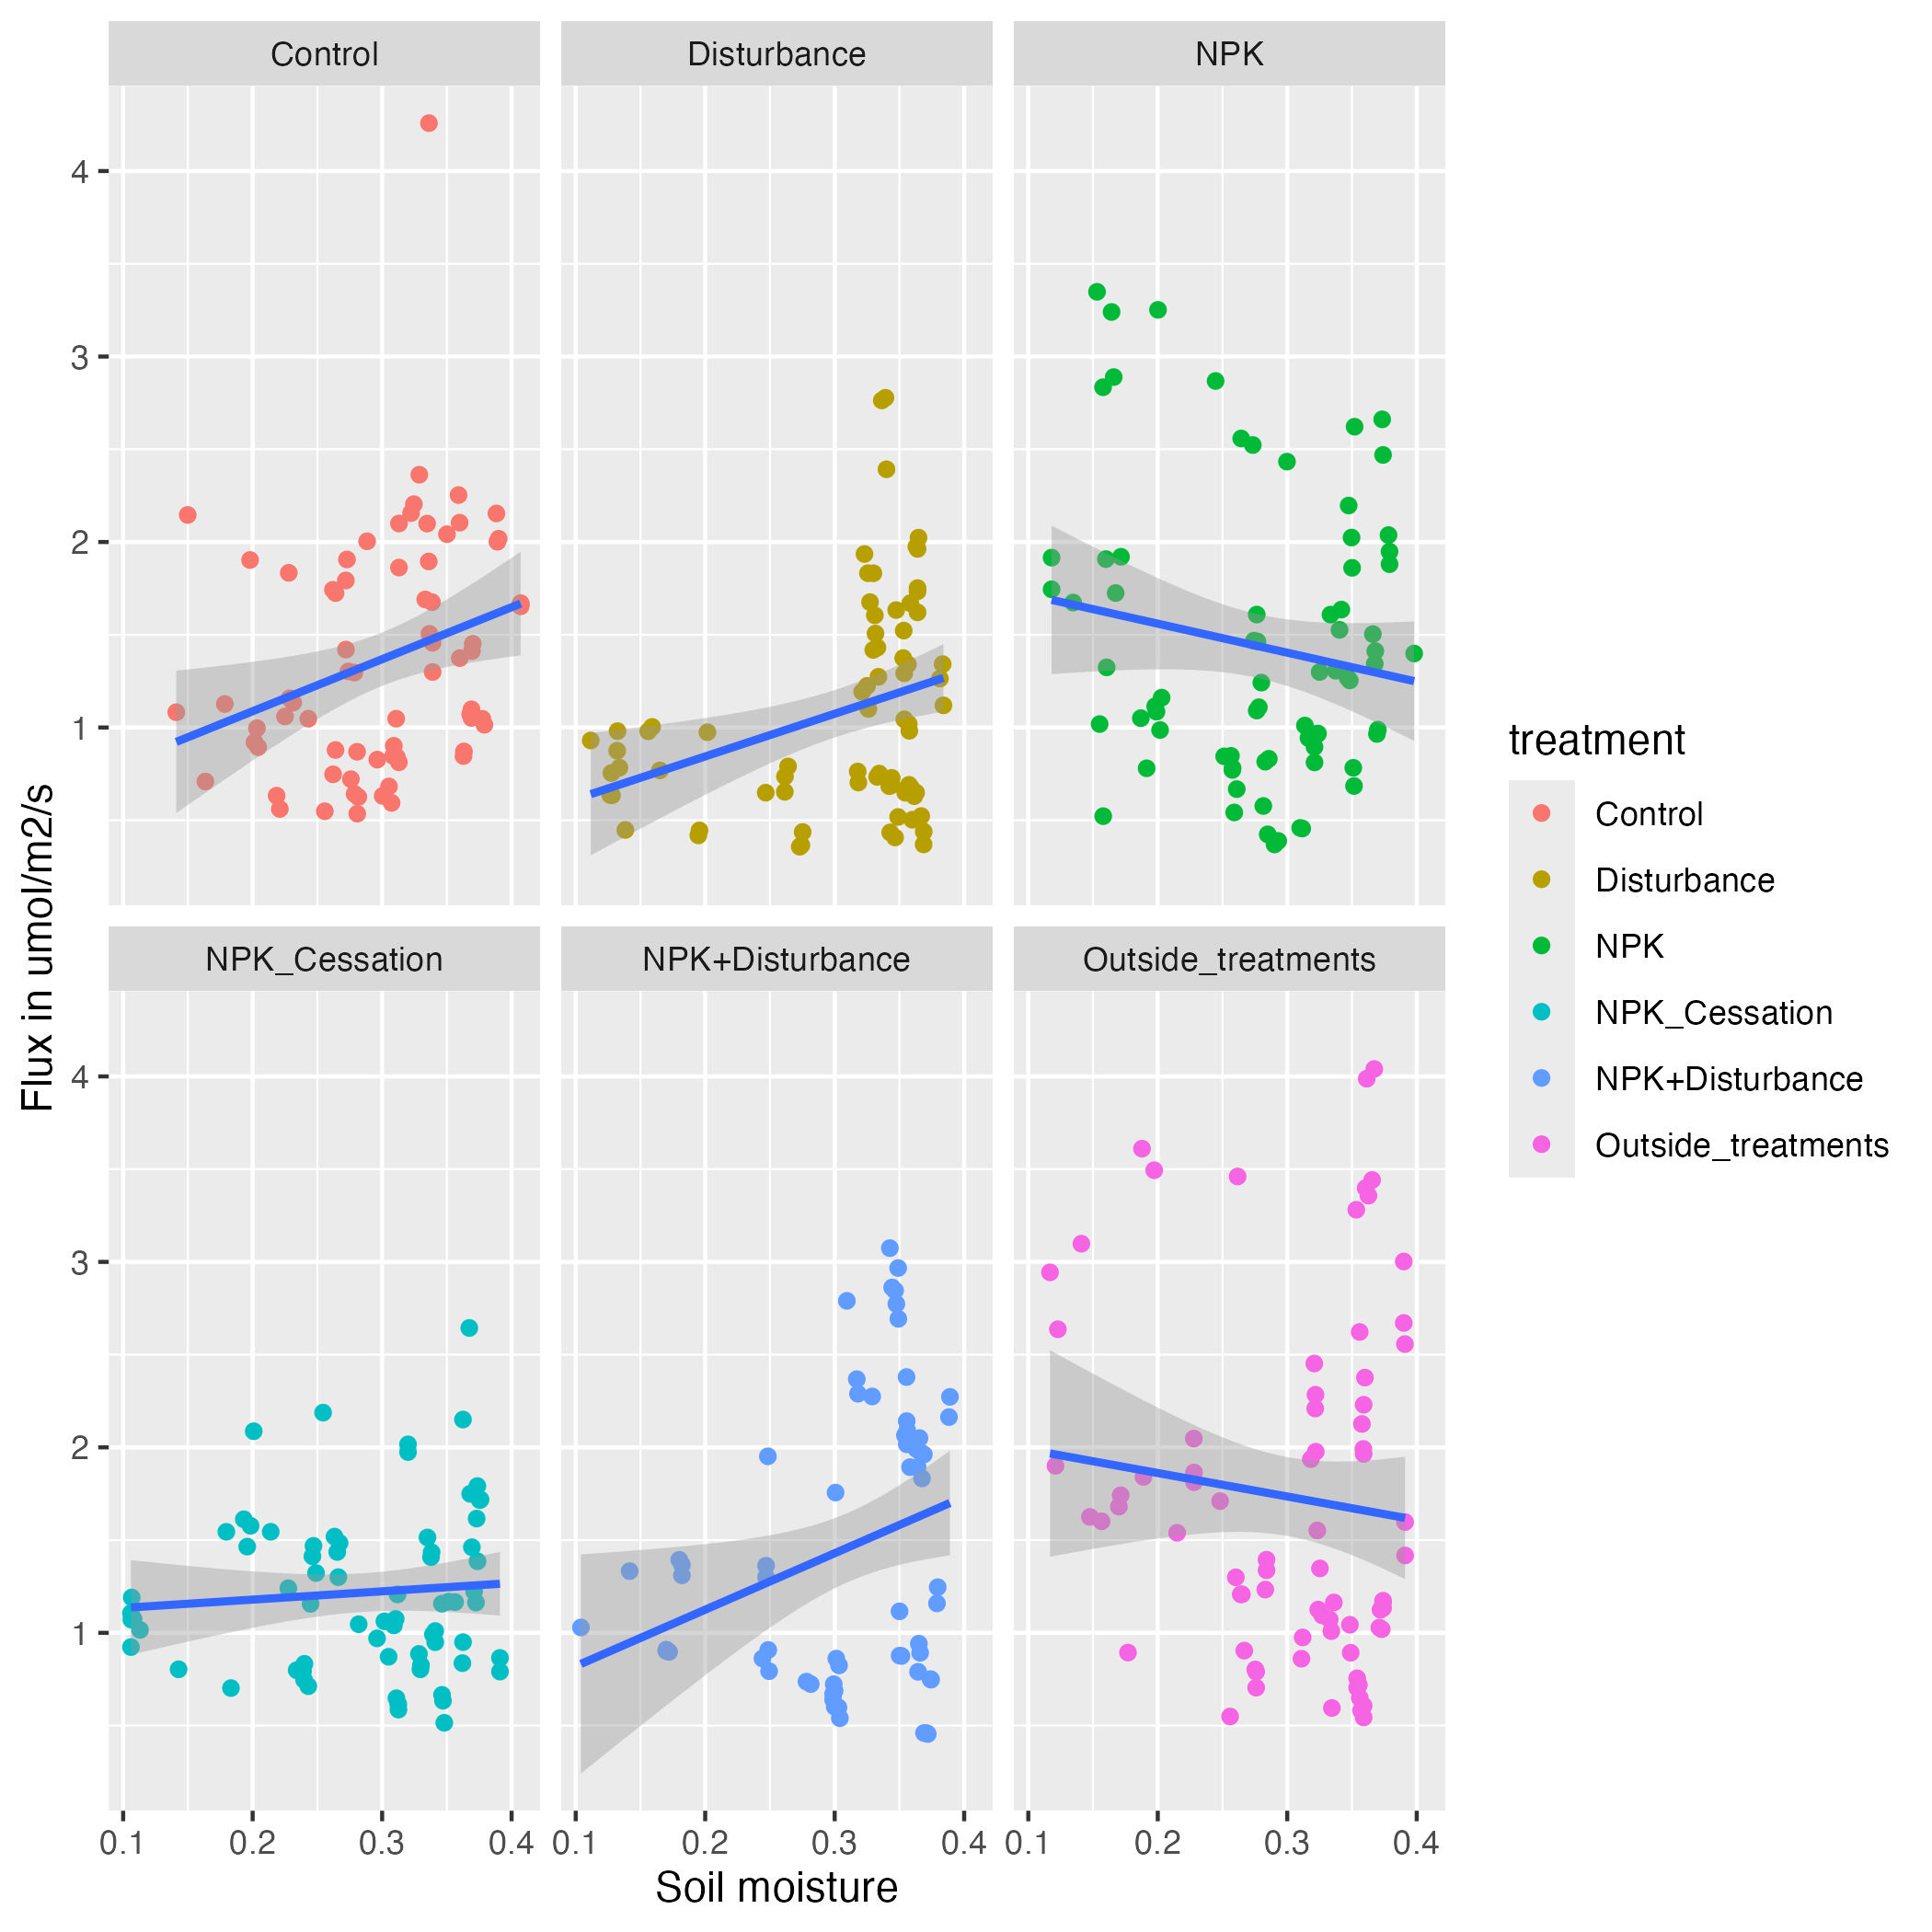 Control Disturbance NPK
4
3
2
1
NPK_Cessation NPK+Disturbance Outside_treatments
4
3
2
1
0.1 0.2 0.3 0.4 0.1 0.2 0.3 0.4 0.1 0.2 0.3 0.4
Soil moisture
Flux in umol/m2/s
treatment
Control
Disturbance
NPK
NPK_Cessation
NPK+Disturbance
Outside_treatments